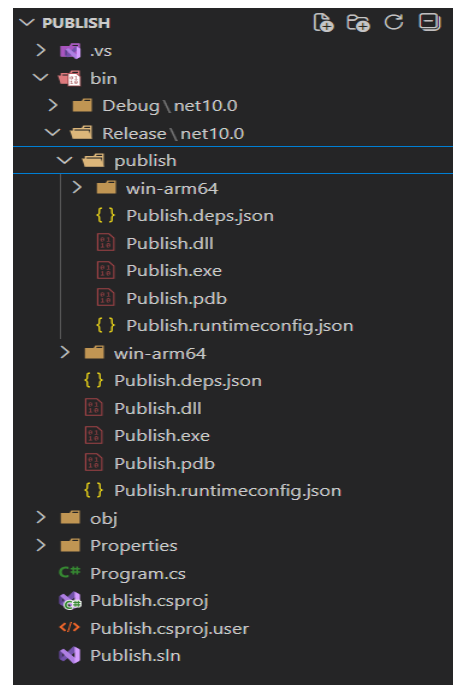 PUBLISH
.vs
bin
Debug\net10.0
Release\net10.0
publish
win-arm64
{ } Publish.deps.json
Publish.dll
Publish.exe
Publish.pdb
{ } Publish.runtimeconfig.json
win-arm64
{ } Publish.deps.json
Publish.dll
Publish.exe
Publish.pdb
{ } Publish.runtimeconfig.json
obj
Properties
C# Program.cs
Publish.csproj
</> Publish.csproj.user
Publish.sln